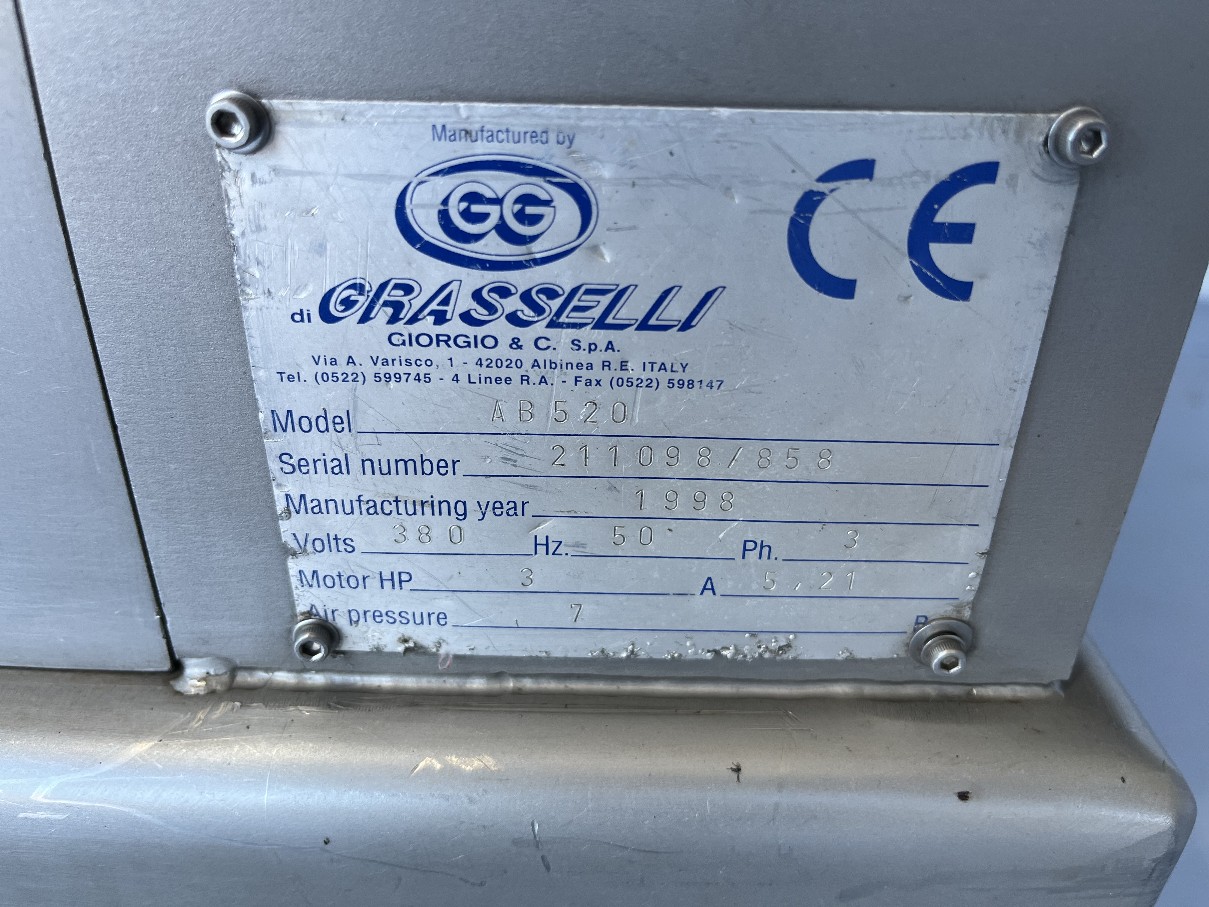 Manufactured by
GG
CE
di GRASSELLI
GIORGIO & C. S.p.A.
Via A. Varisco, 1 - 42020 Albinea R.E. ITALY
Tel. (0522) 599745 - 4 Linee R.A. - Fax (0522) 598147
Model AB520
Serial number 211098/858
Manufacturing year 1998
Volts 380 Hz. 50 Ph. 3
Motor HP 3 A 5,21
Air pressure 7